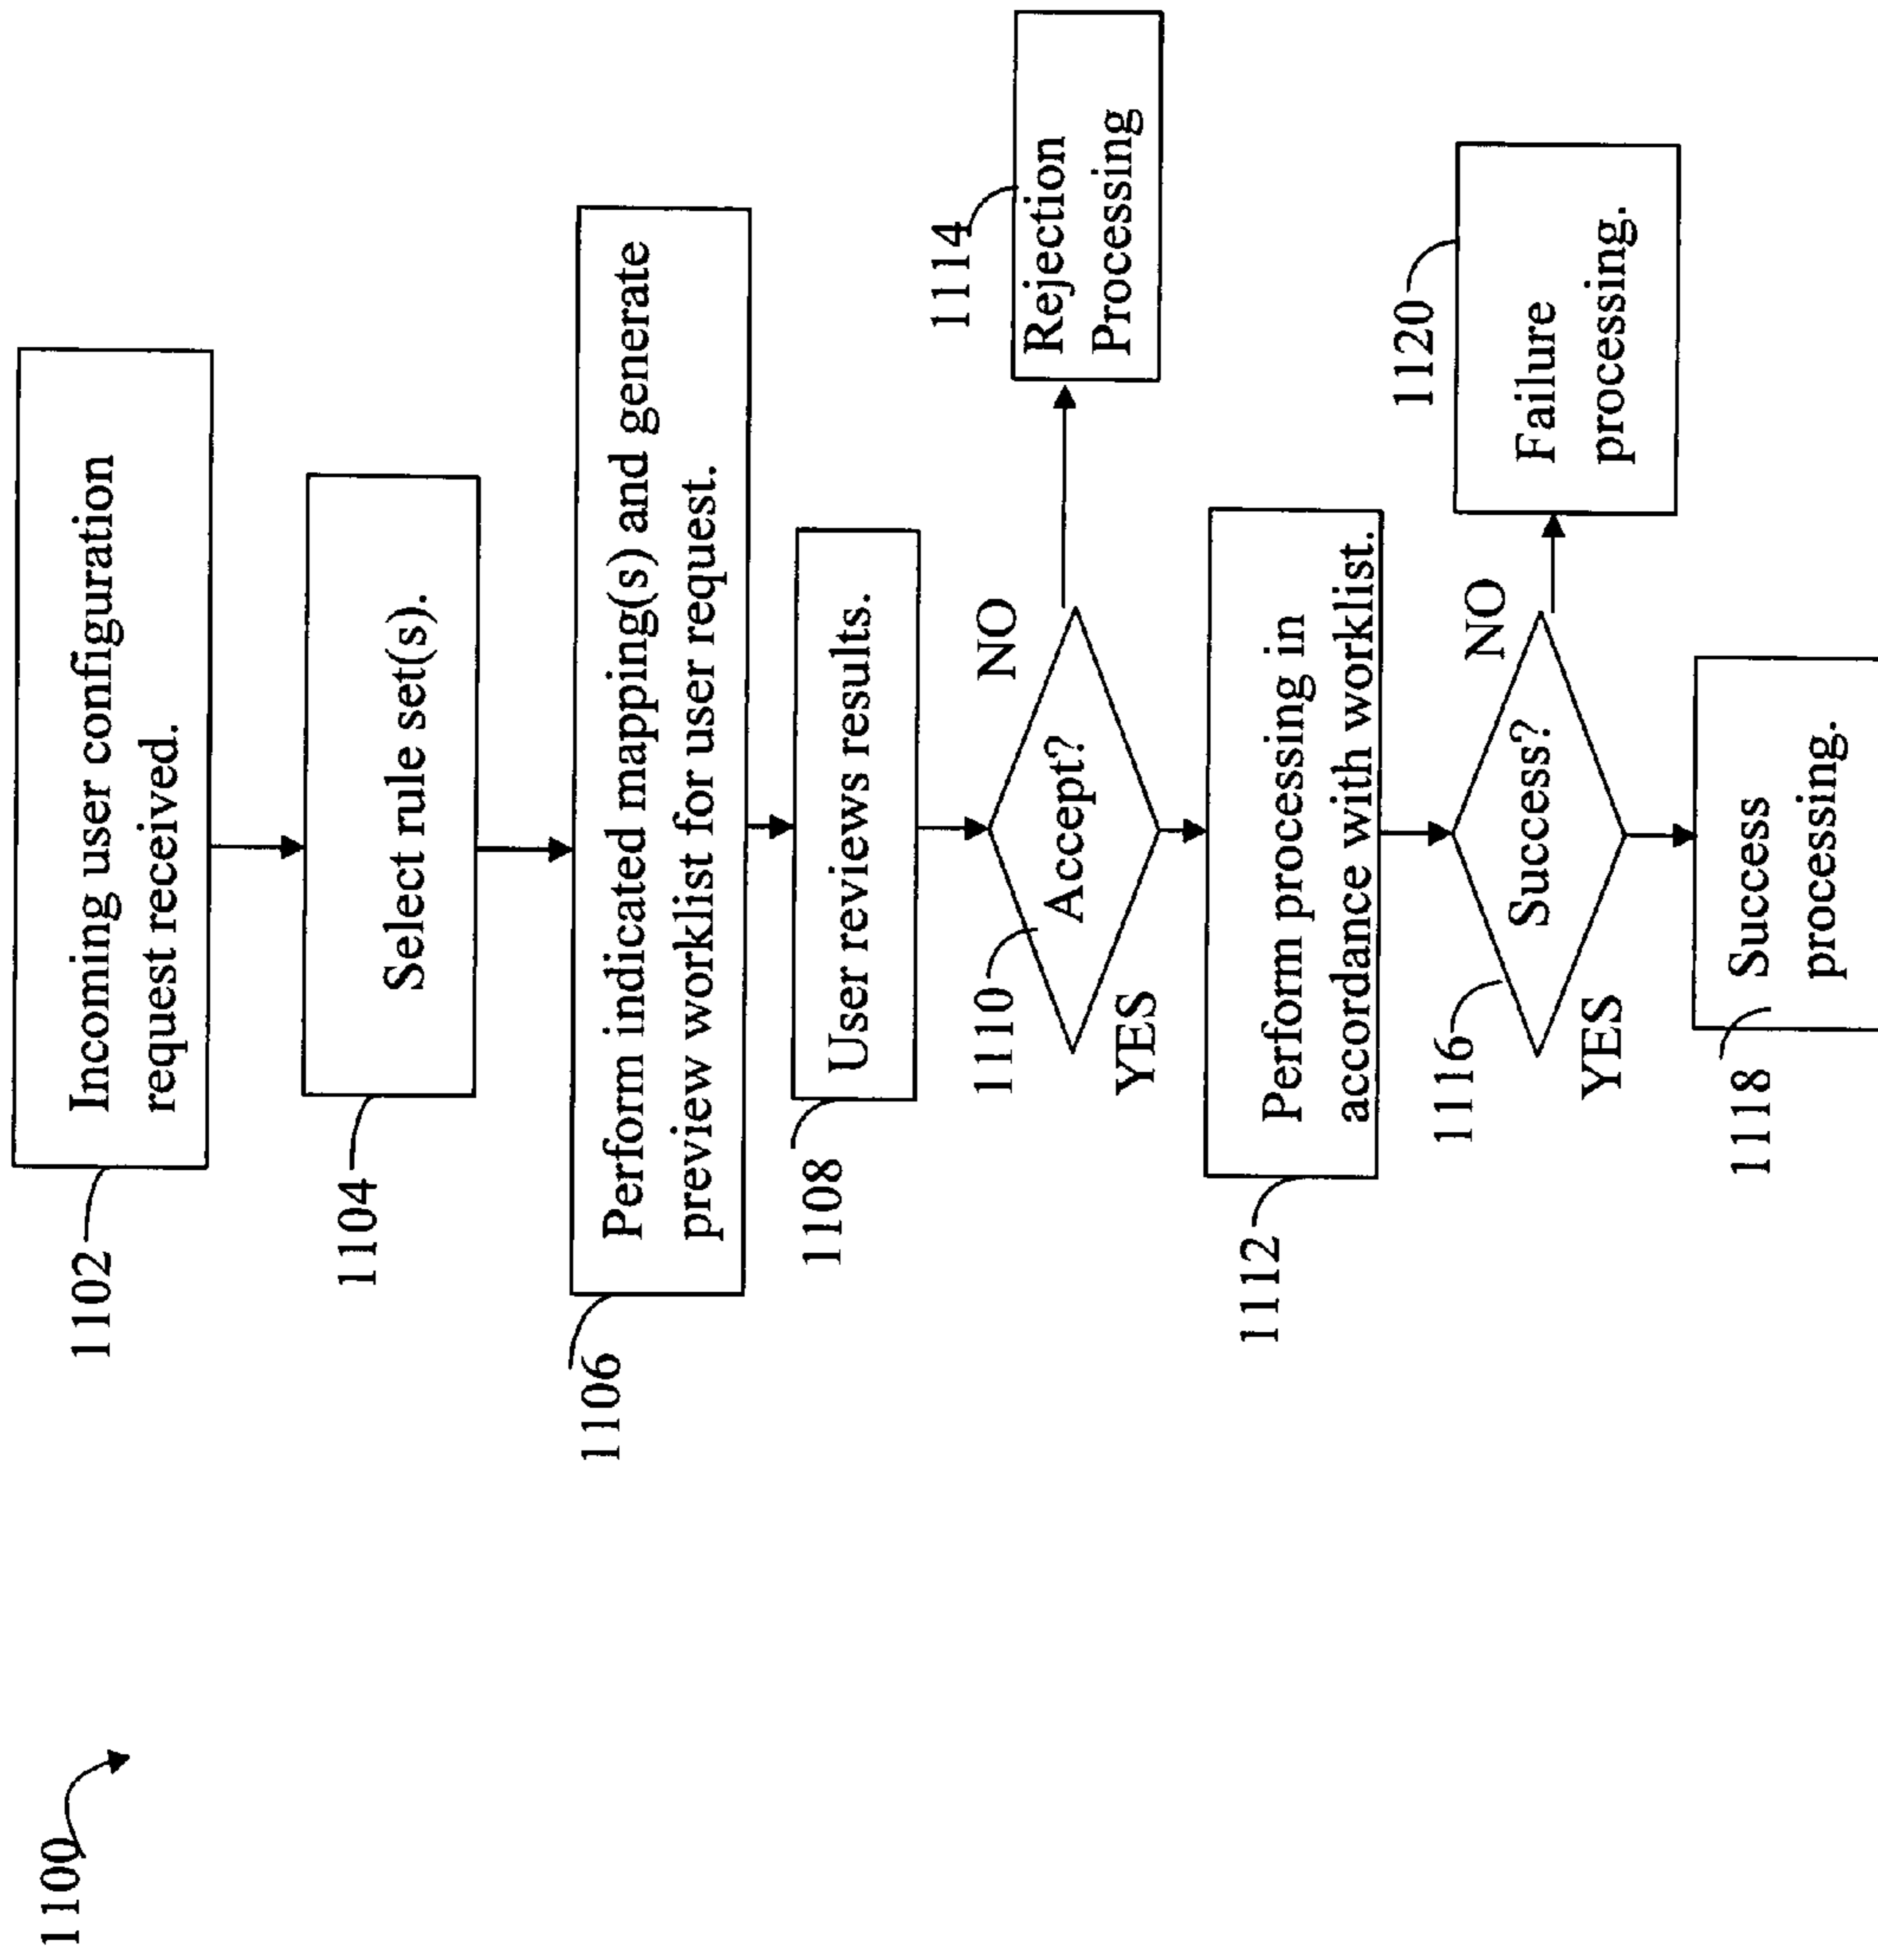 1100
1102
Incoming user configuration
request received.
1104
Select rule set(s).
1106
Perform indicated mapping(s) and generate
preview worklist for user request.
1108
User reviews results.
1110
Accept?
NO
YES
1114
Rejection
Processing
1112
Perform processing in
accordance with worklist.
1116
Success?
NO
YES
1120
Failure
processing.
1118
Success
processing.